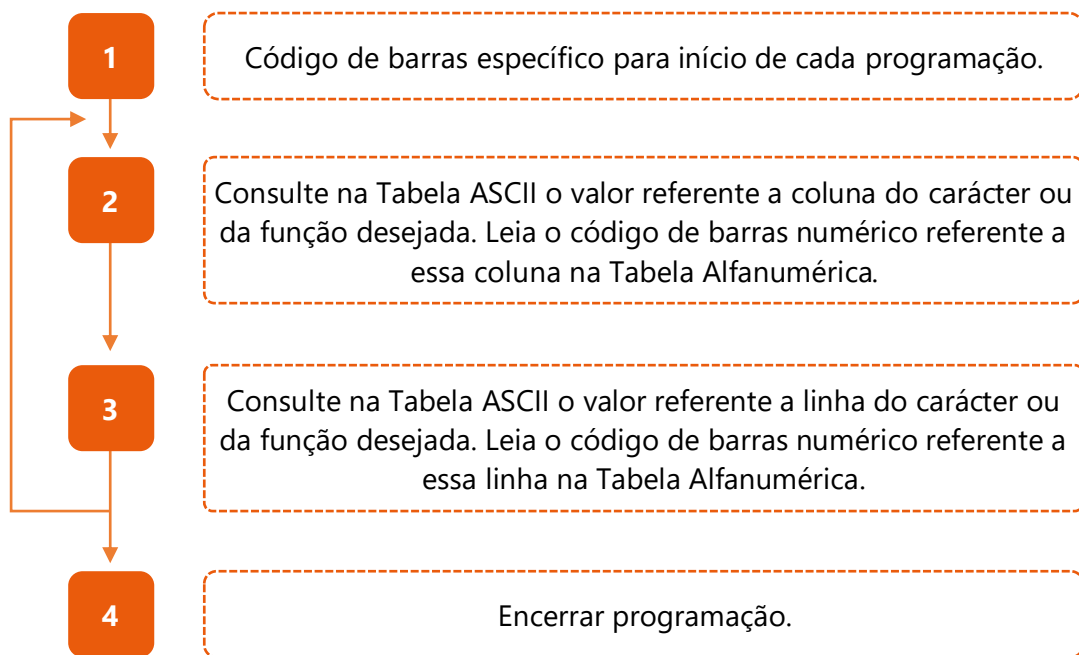 1
Código de barras específico para início de cada programação.
2
Consulte na Tabela ASCII o valor referente a coluna do carácter ou
da função desejada. Leia o código de barras numérico referente a
essa coluna na Tabela Alfanumérica.
3
Consulte na Tabela ASCII o valor referente a linha do carácter ou
da função desejada. Leia o código de barras numérico referente a
essa linha na Tabela Alfanumérica.
4
Encerrar programação.